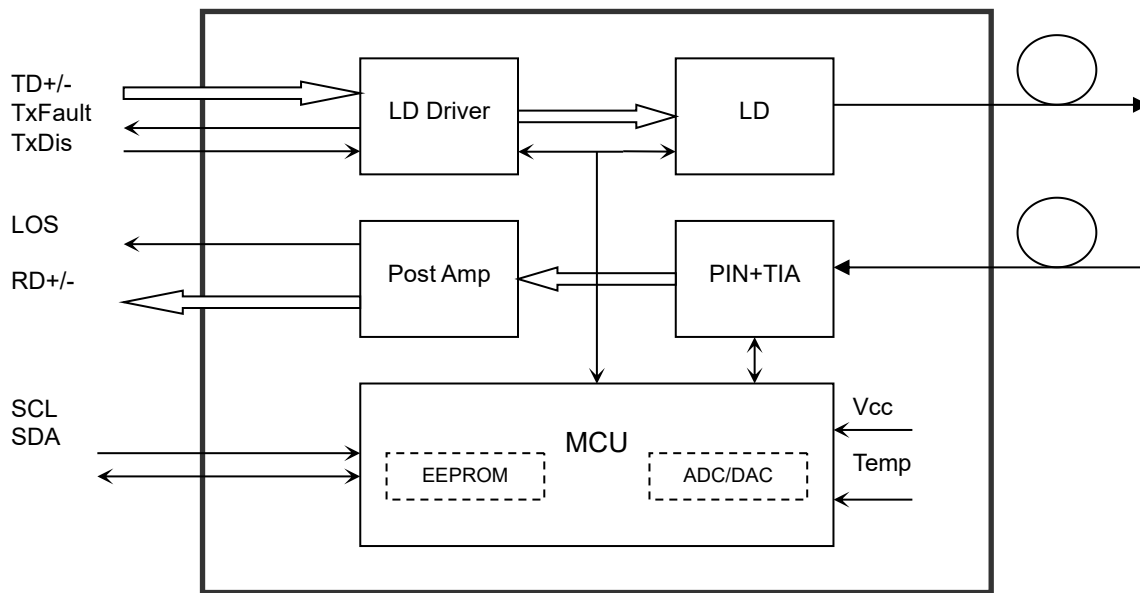 TD+/-
TxFault
TxDis
LD Driver
LD
LOS
RD+/-
Post Amp
PIN+TIA
SCL
SDA
MCU
EEPROM
ADC/DAC
Vcc
Temp